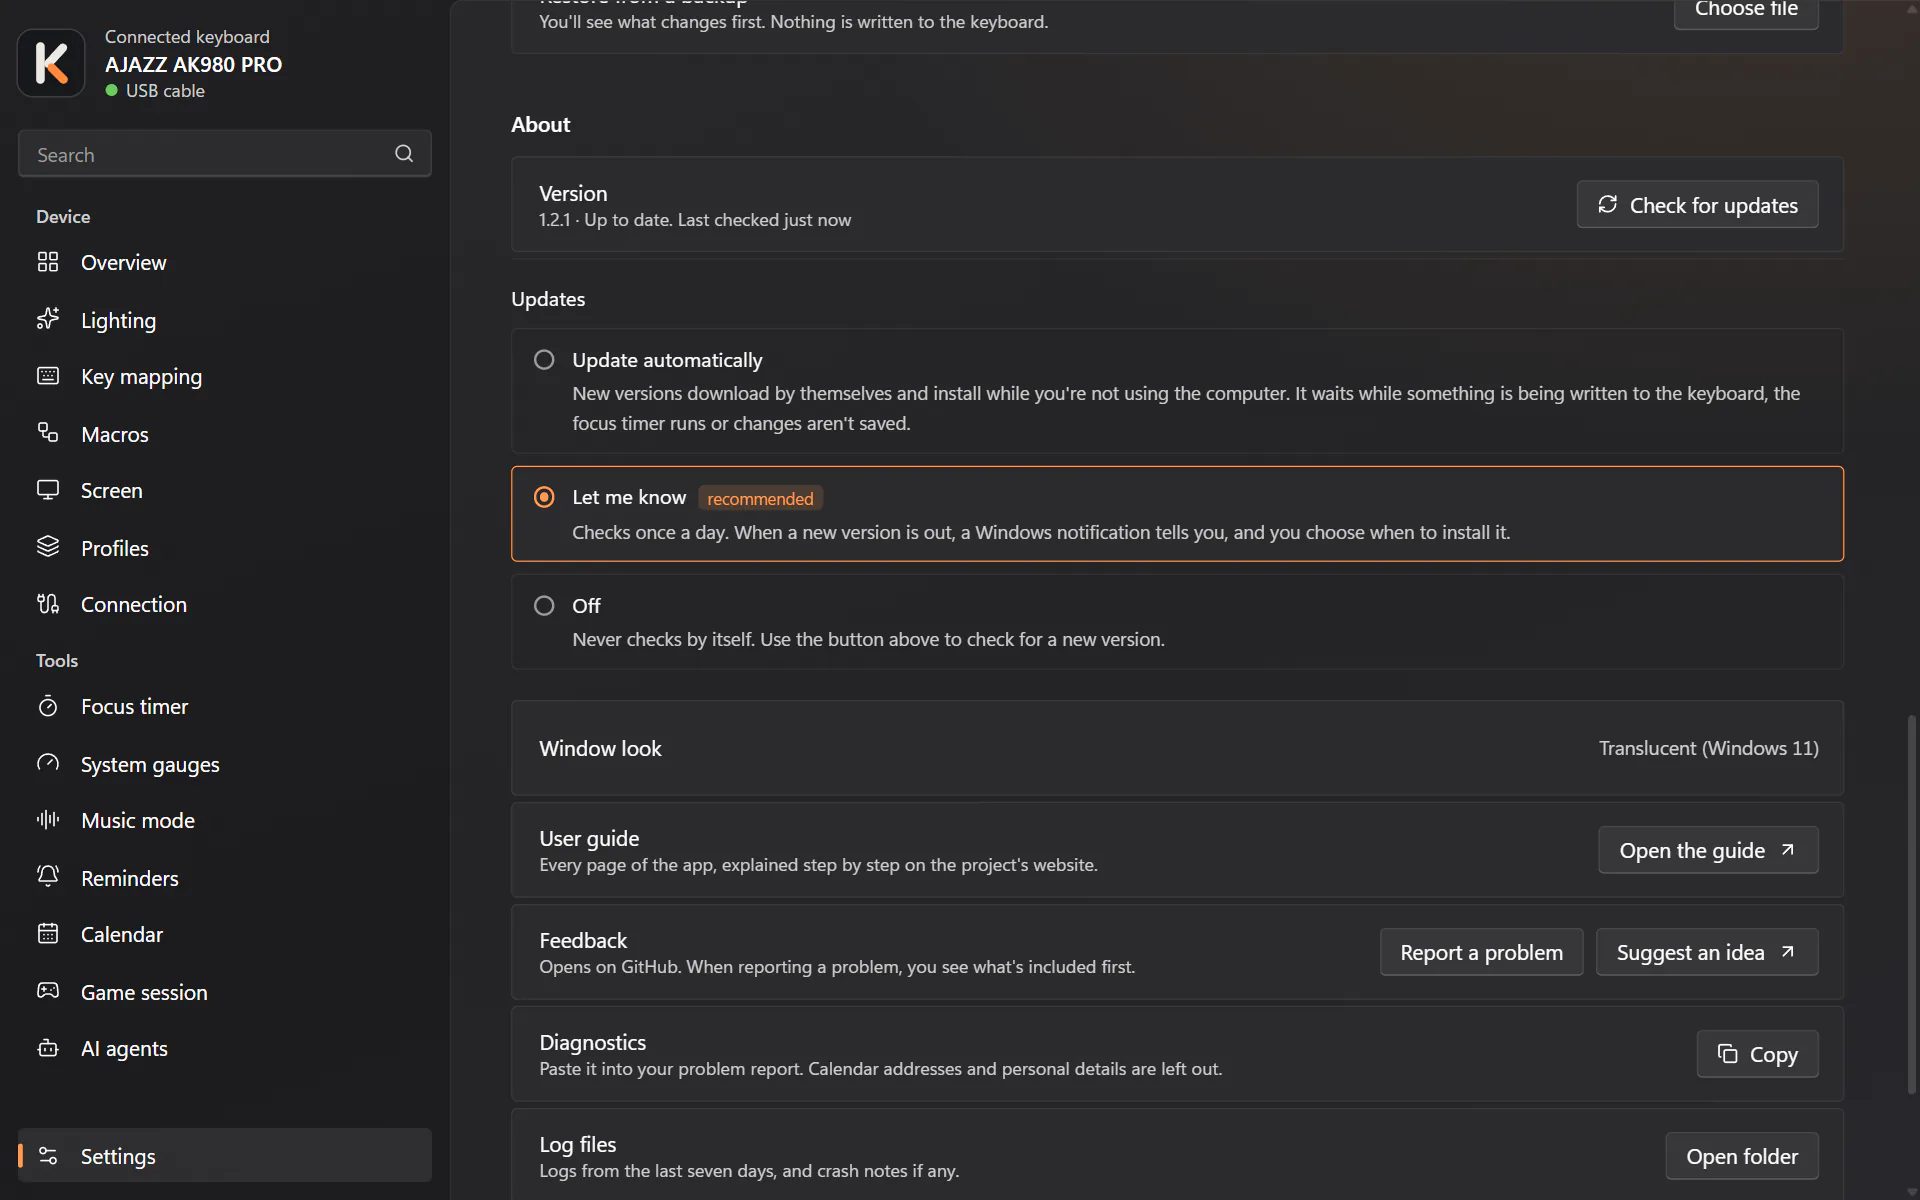 Connected keyboard
AJAZZ AK980 PRO
USB cable
Search
Device
Overview
Lighting
Key mapping
Macros
Screen
Profiles
Connection
Tools
Focus timer
System gauges
Music mode
Reminders
Calendar
Game session
AI agents
Settings
Restore from a backup
You'll see what changes first. Nothing is written to the keyboard.
Choose file
About
Version
1.2.1 · Up to date. Last checked just now
Check for updates
Updates
Update automatically
New versions download by themselves and install while you're not using the computer. It waits while something is being written to the keyboard, the
focus timer runs or changes aren't saved.
Let me know recommended
Checks once a day. When a new version is out, a Windows notification tells you, and you choose when to install it.
Off
Never checks by itself. Use the button above to check for a new version.
Window look
Translucent (Windows 11)
User guide
Every page of the app, explained step by step on the project's website.
Open the guide
Feedback
Opens on GitHub. When reporting a problem, you see what's included first.
Report a problem
Suggest an idea
Diagnostics
Paste it into your problem report. Calendar addresses and personal details are left out.
Copy
Log files
Logs from the last seven days, and crash notes if any.
Open folder